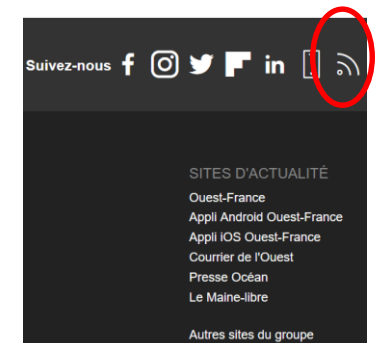 Suivez-nous
SITES D'ACTUALITÉ
Ouest-France
Appli Android Ouest-France
Appli iOS Ouest-France
Courrier de l'Ouest
Presse Océan
Le Maine-libre
Autres sites du groupe